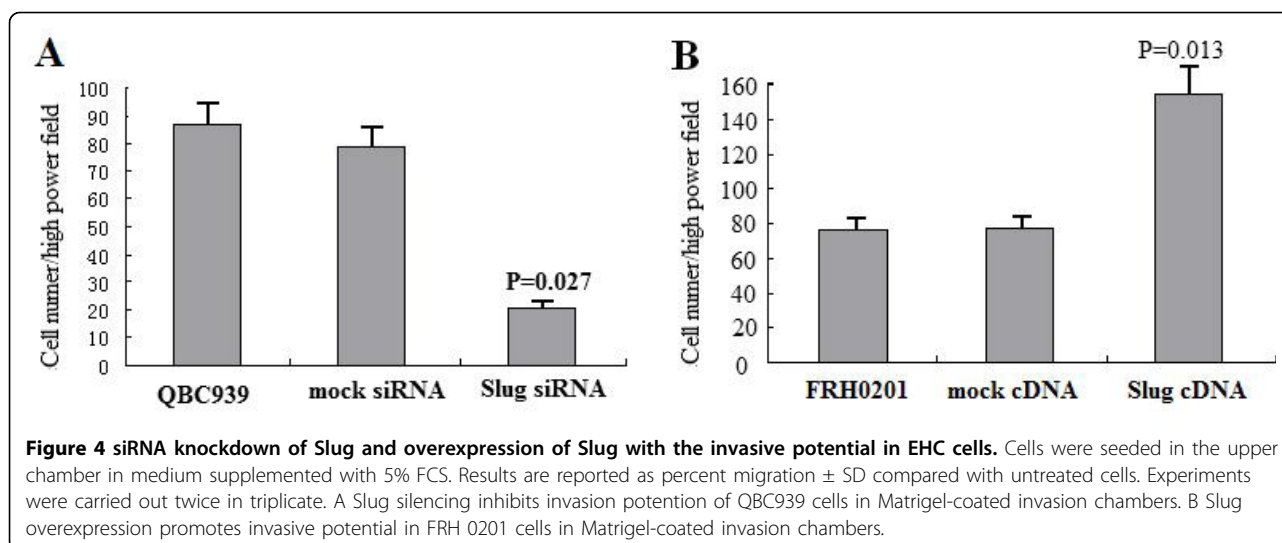 A
Cell numer/high power field
100
90
80
70
60
50
40
30
20
10
0
P=0.027
QBC939 mock siRNA Slug siRNA
B
Cell numer/high power field
P=0.013
160
140
120
100
80
60
40
20
0
FRH0201 mock cDNA Slug cDNA
Figure 4 siRNA knockdown of Slug and overexpression of Slug with the invasive potential in EHC cells. Cells were seeded in the upper
chamber in medium supplemented with 5% FCS. Results are reported as percent migration ± SD compared with untreated cells. Experiments
were carried out twice in triplicate. A Slug silencing inhibits invasion potention of QBC939 cells in Matrigel-coated invasion chambers. B Slug
overexpression promotes invasive potential in FRH 0201 cells in Matrigel-coated invasion chambers.